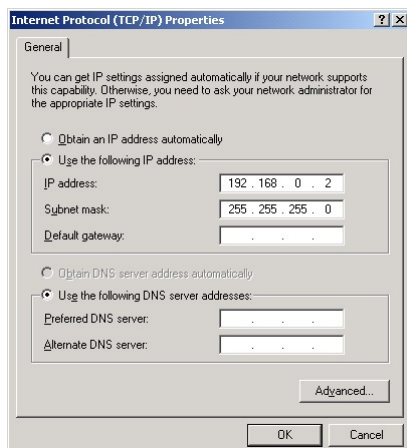 Internet Protocol (TCP/IP) Properties
General
You can get IP settings assigned automatically if your network supports
this capability. Otherwise, you need to ask your network administrator for
the appropriate IP settings.
Obtain an IP address automatically
Use the following IP address:
IP address: 192 . 168 . 0 . 2
Subnet mask: 255 . 255 . 255 . 0
Default gateway: . . .
Obtain DNS server address automatically
Use the following DNS server addresses:
Preferred DNS server: . . .
Alternate DNS server: . . .
Advanced...
OK Cancel